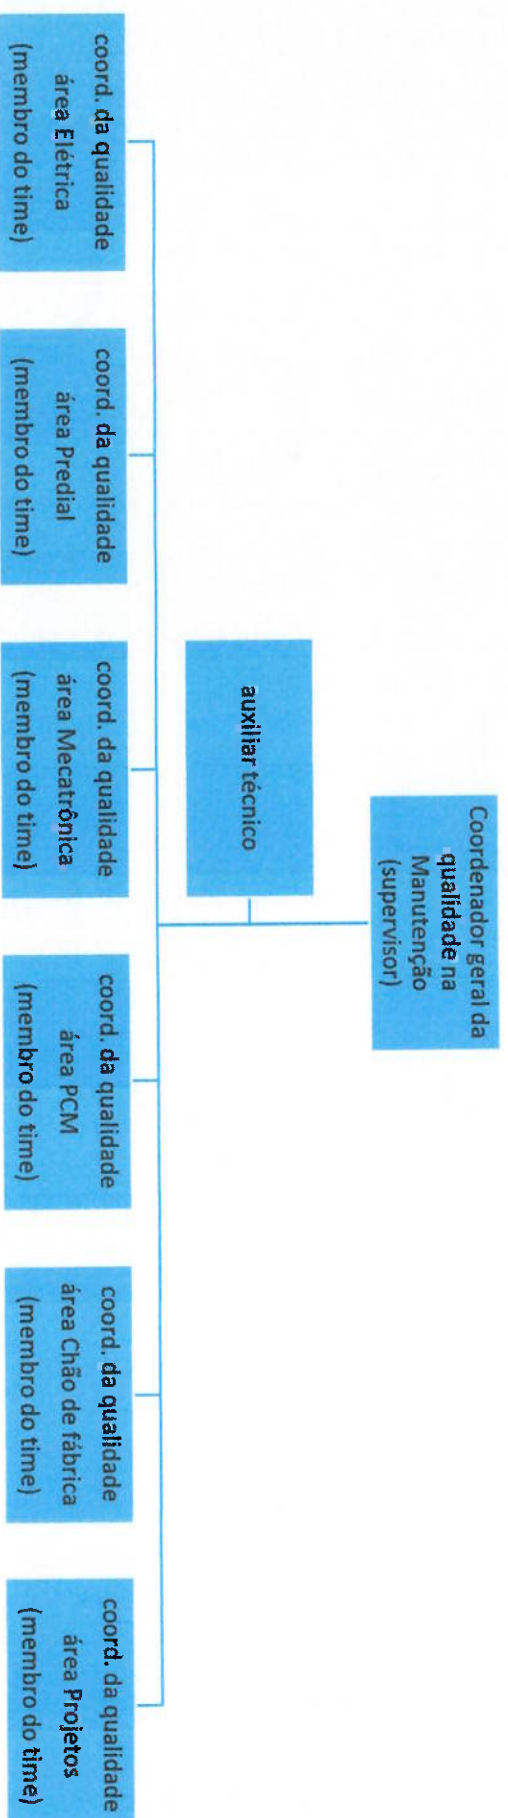 Coordenador geral da
qualidade na
Manutenção
(supervisor)
auxiliar técnico
coord. da qualidade
área Elétrica
(membro do time)
coord. da qualidade
área Predial
(membro do time)
coord. da qualidade
área Mecatrônica
(membro do time)
coord. da qualidade
área PCM
(membro do time)
coord. da qualidade
área Chão de fábrica
(membro do time)
coord. da qualidade
área Projetos
(membro do time)